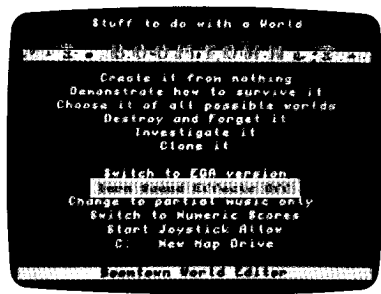 Stuff to do with a World
BOOMTOWN
Create it from nothing
Demonstrate how to survive it
Choose it of all possible worlds
Destroy and Forget it
Investigate it
Clone it
Switch to EGA version
Turn Sound Effects Off
Change to partial music only
Switch to Numeric Scores
Start Joystick Allow
C: New Map Drive
Boomtown World Editor